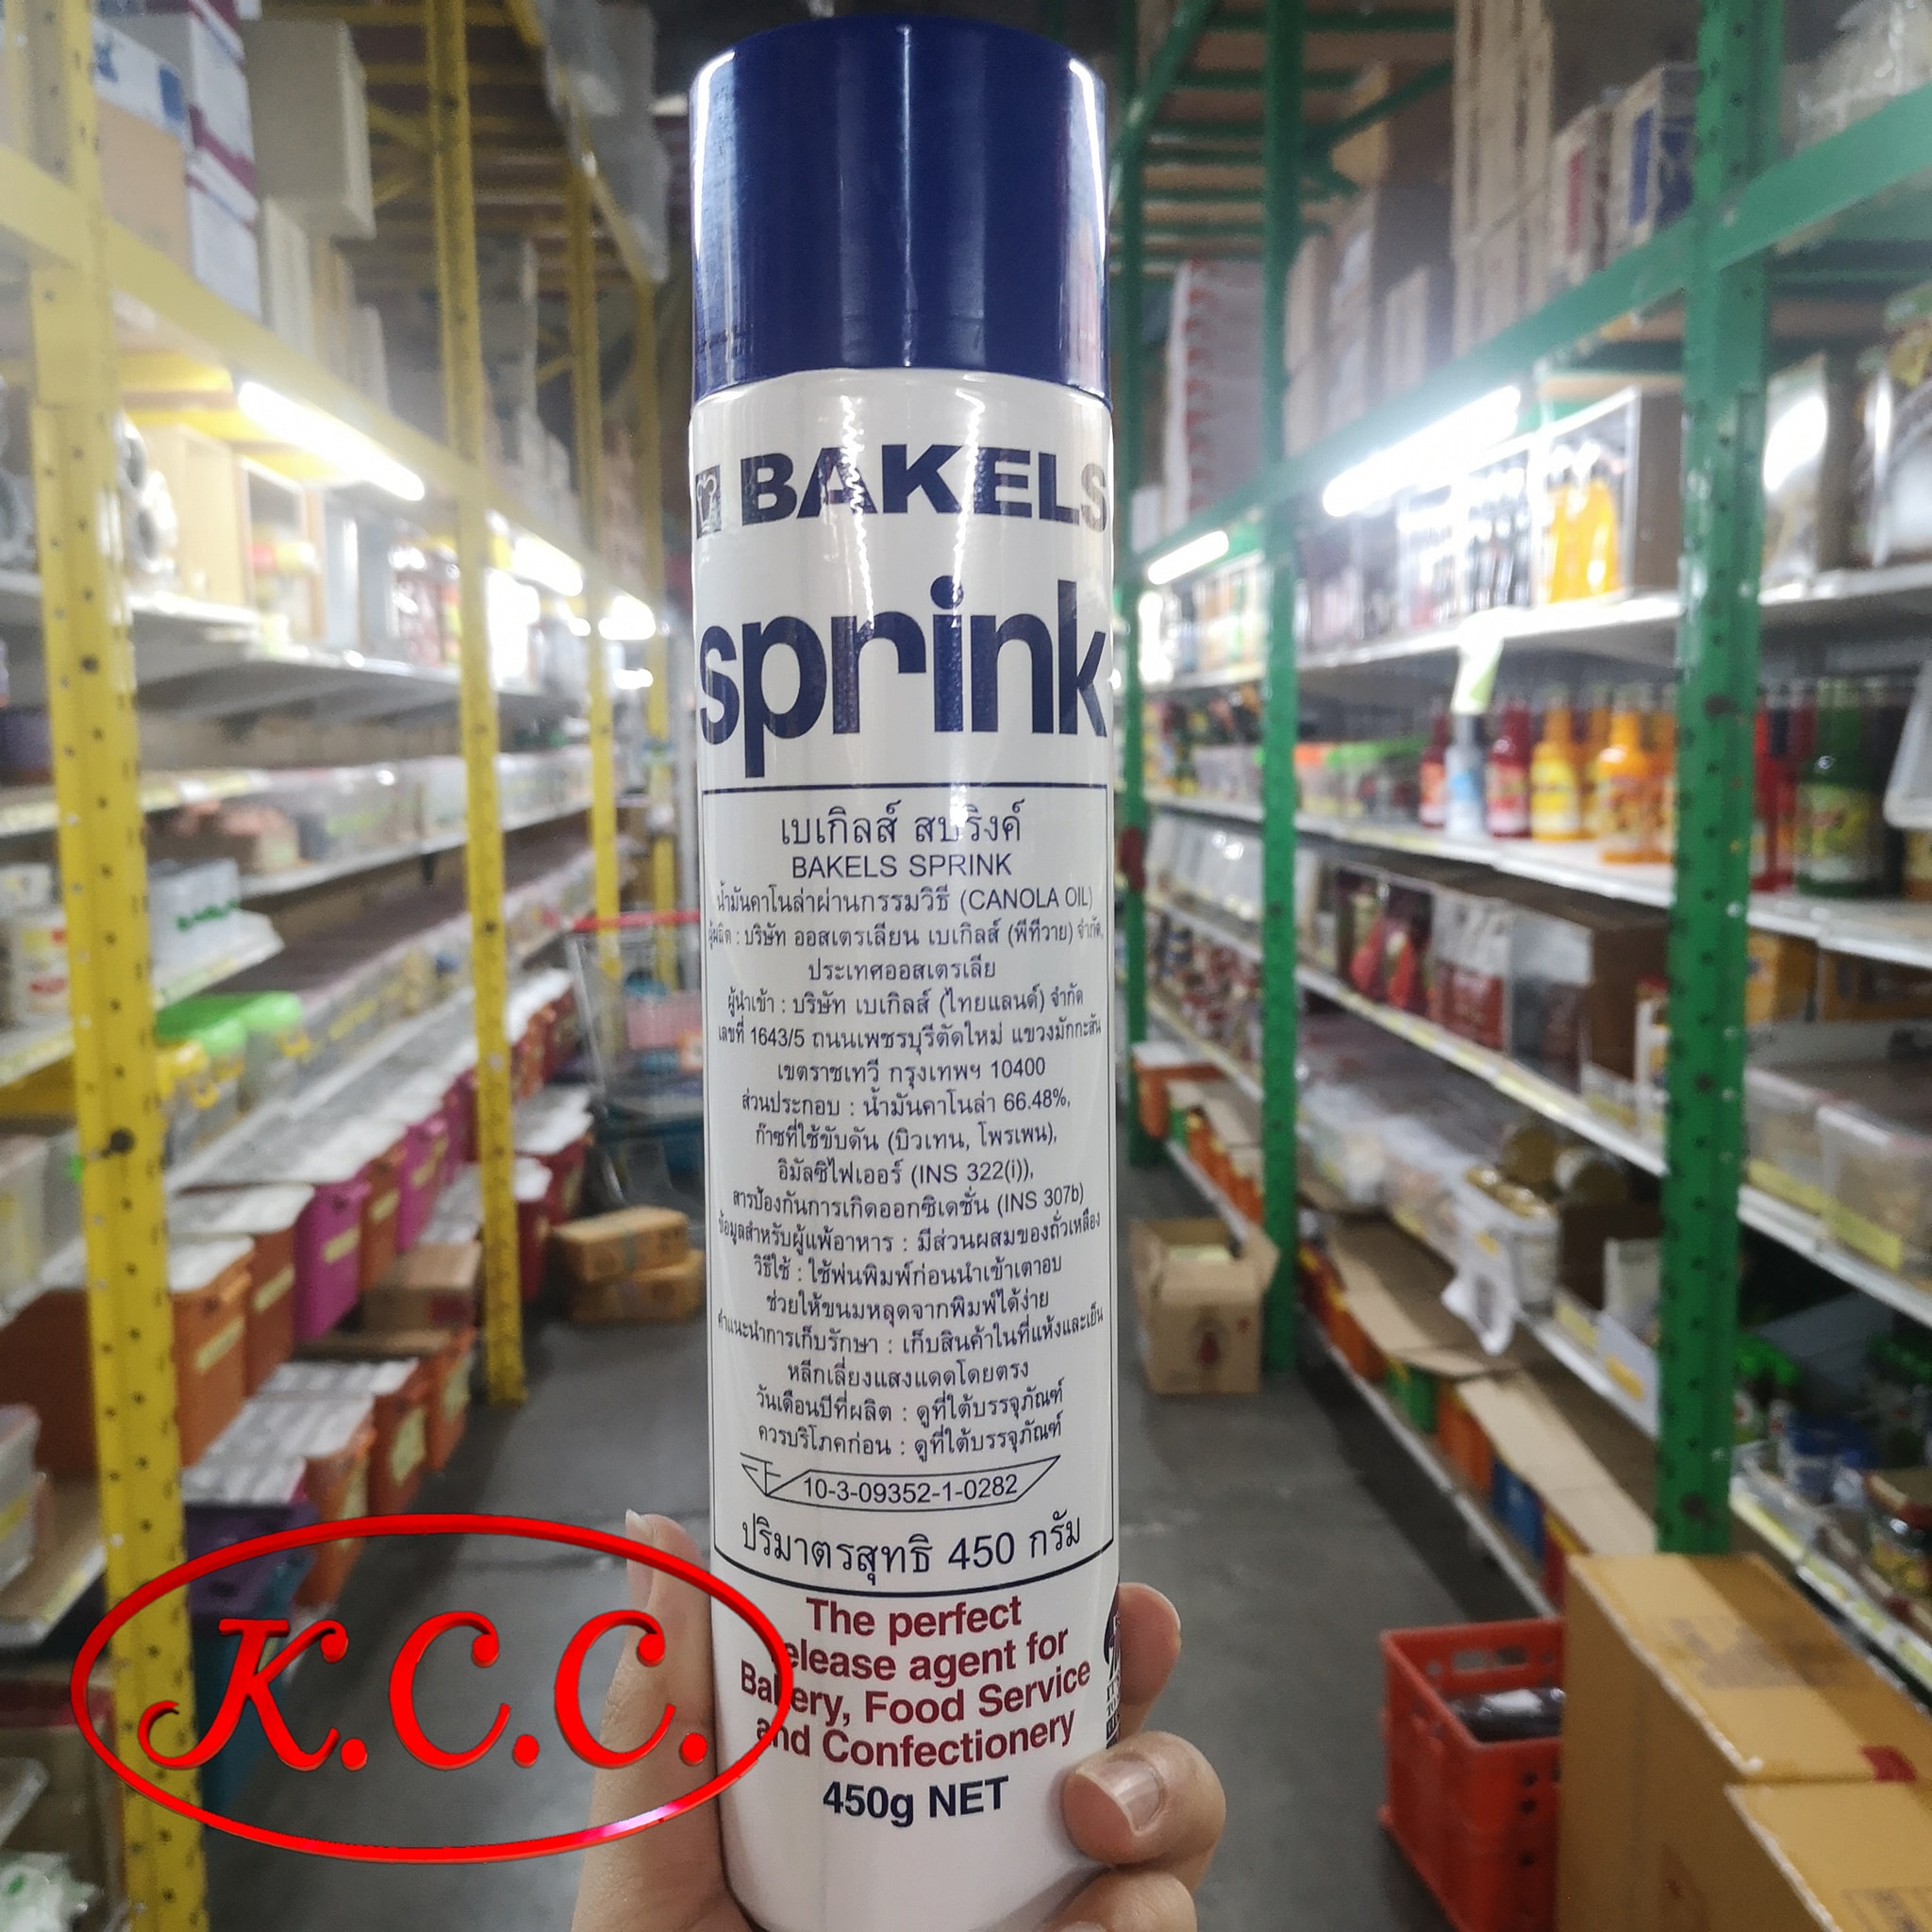 BAKELS
sprink
เบเกิลส์ สปริงค์
BAKELS SPRINK
น้ำมันคาโนล่าผ่านกรรมวิธี (CANOLA OIL)
ผู้ผลิต : บริษัท ออสเตรเลียน เบเกิลส์ (พีทีวาย) จำกัด,
ประเทศออสเตรเลีย
ผู้นำเข้า : บริษัท เบเกิลส์ (ไทยแลนด์) จำกัด
เลขที่ 1643/5 ถนนเพชรบุรีตัดใหม่ แขวงมักกะสัน
เขตราชเทวี กรุงเทพฯ 10400
ส่วนประกอบ : น้ำมันคาโนล่า 66.48%,
ก๊าซที่ใช้ขับดัน (บิวเทน, โพรเพน),
อิมัลซิไฟเออร์ (INS 322(i)),
สารป้องกันการเกิดออกซิเดชั่น (INS 307b)
ข้อมูลสำหรับผู้แพ้อาหาร : มีส่วนผสมของถั่วเหลือง
วิธีใช้ : ใช้พ่นพิมพ์ก่อนนำเข้าเตาอบ
ช่วยให้ขนมหลุดจากพิมพ์ได้ง่าย
คำแนะนำการเก็บรักษา : เก็บสินค้าในที่แห้งและเย็น
หลีกเลี่ยงแสงแดดโดยตรง
วันเดือนปีที่ผลิต : ดูที่ใต้บรรจุภัณฑ์
ควรบริโภคก่อน : ดูที่ใต้บรรจุภัณฑ์
10-3-09352-1-0282
ปริมาตรสุทธิ 450 กรัม
The perfect
release agent for
Bakery, Food Service
and Confectionery
450g NET
K.C.C.